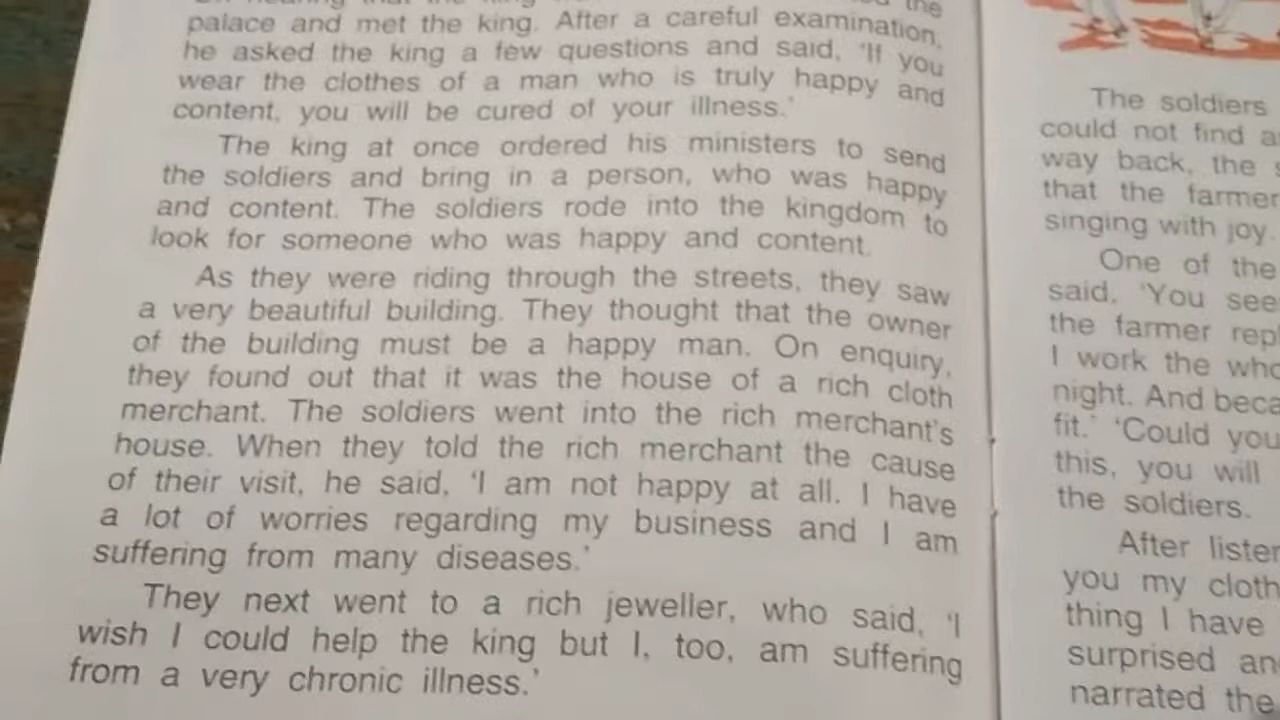 the
palace and met the king. After a careful examination,
he asked the king a few questions and said, 'If you
wear the clothes of a man who is truly happy and
content, you will be cured of your illness.'
The king at once ordered his ministers to send
the soldiers and bring in a person, who was happy
and content. The soldiers rode into the kingdom to
look for someone who was happy and content.
As they were riding through the streets, they saw
a very beautiful building. They thought that the owner
of the building must be a happy man. On enquiry,
they found out that it was the house of a rich cloth
merchant. The soldiers went into the rich merchant's
house. When they told the rich merchant the cause
of their visit, he said, 'I am not happy at all. I have
a lot of worries regarding my business and I am
suffering from many diseases.'
They next went to a rich jeweller, who said, 'I
wish I could help the king but I, too, am suffering
from a very chronic illness.'
The soldiers
could not find a
way back, the
that the farmer
singing with joy.
One of the
said, 'You see
the farmer rep
I work the who
night. And beca
fit.' 'Could you
this, you will
the soldiers.
After listen
you my cloth
thing I have
surprised an
narrated the